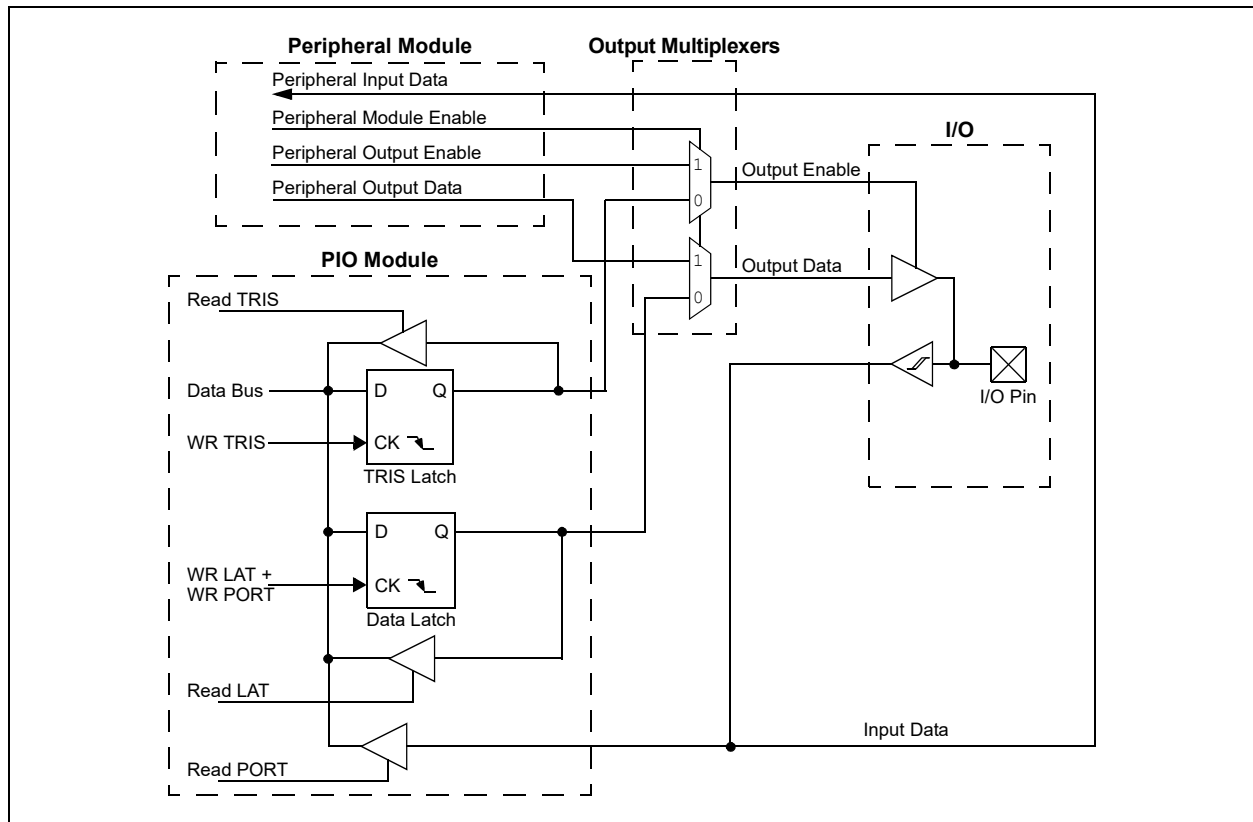 Peripheral Module
Output Multiplexers
Peripheral Input Data
Peripheral Module Enable
I/O
Peripheral Output Enable
1
Output Enable
Peripheral Output Data
0
PIO Module
1
Output Data
Read TRIS
0
Data Bus
D
Q
I/O Pin
WR TRIS
CK
TRIS Latch
D
Q
WR LAT +
WR PORT
CK
Data Latch
Read LAT
Input Data
Read PORT